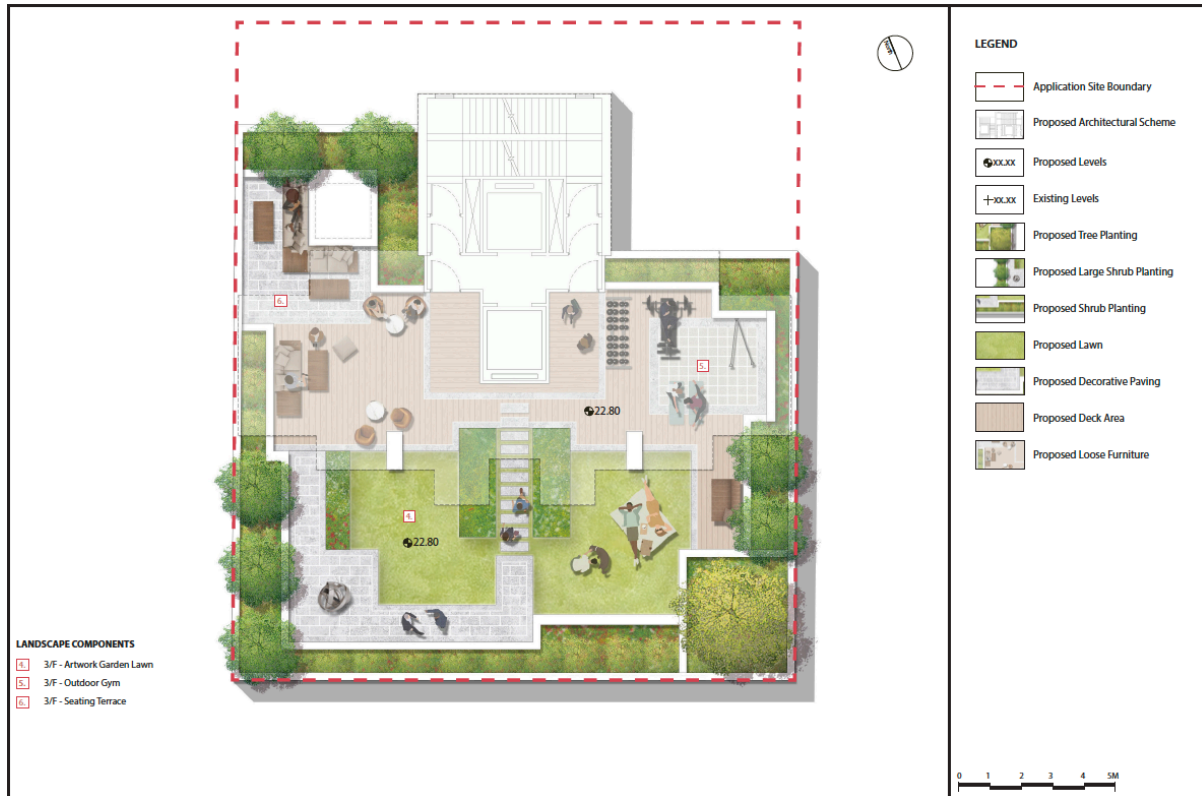 North
6.
5.
22.80
4.
22.80
LANDSCAPE COMPONENTS
4. 3/F - Artwork Garden Lawn
5. 3/F - Outdoor Gym
6. 3/F - Seating Terrace
LEGEND
Application Site Boundary
Proposed Architectural Scheme
xx.xx Proposed Levels
+xx.xx Existing Levels
Proposed Tree Planting
Proposed Large Shrub Planting
Proposed Shrub Planting
Proposed Lawn
Proposed Decorative Paving
Proposed Deck Area
Proposed Loose Furniture
0 1 2 3 4 5M